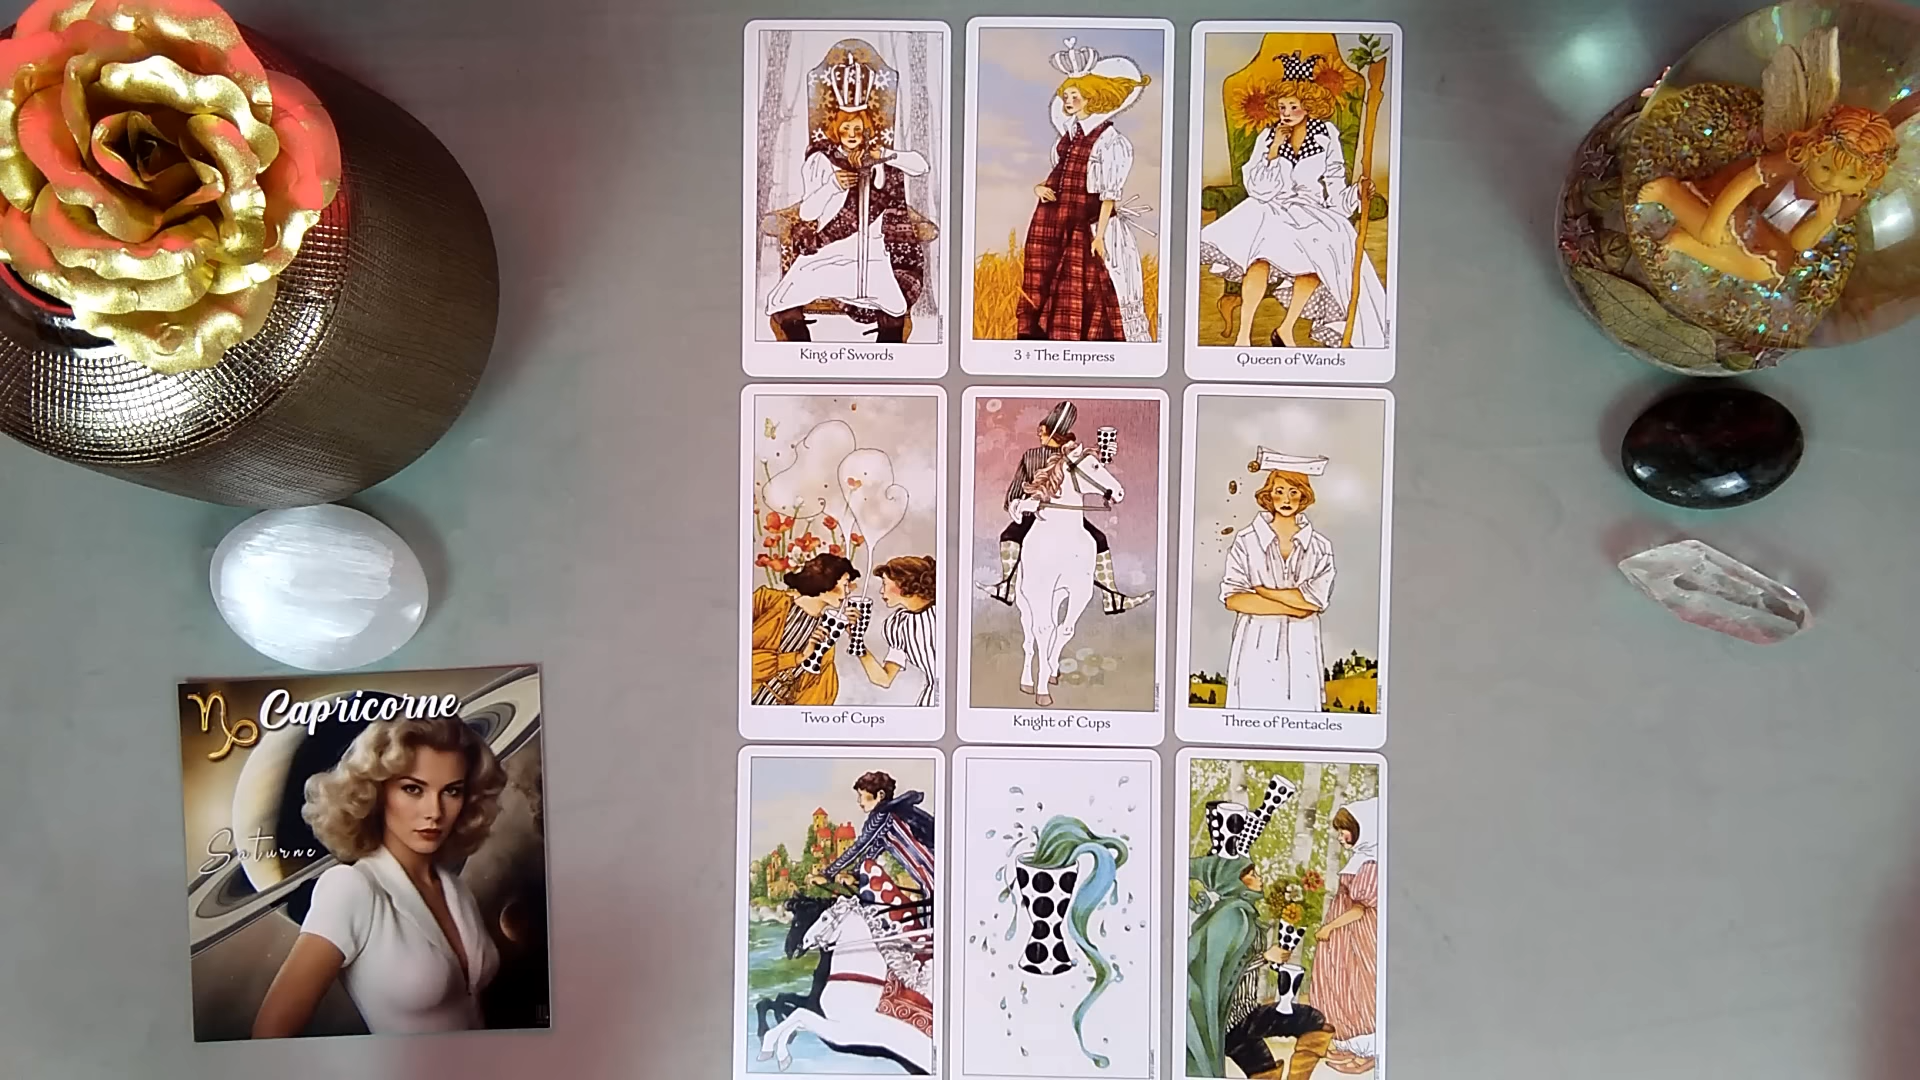 King of Swords
3 ÷ The Empress
Queen of Wands
Two of Cups
Knight of Cups
Three of Pentacles
Capricorne
Saturne